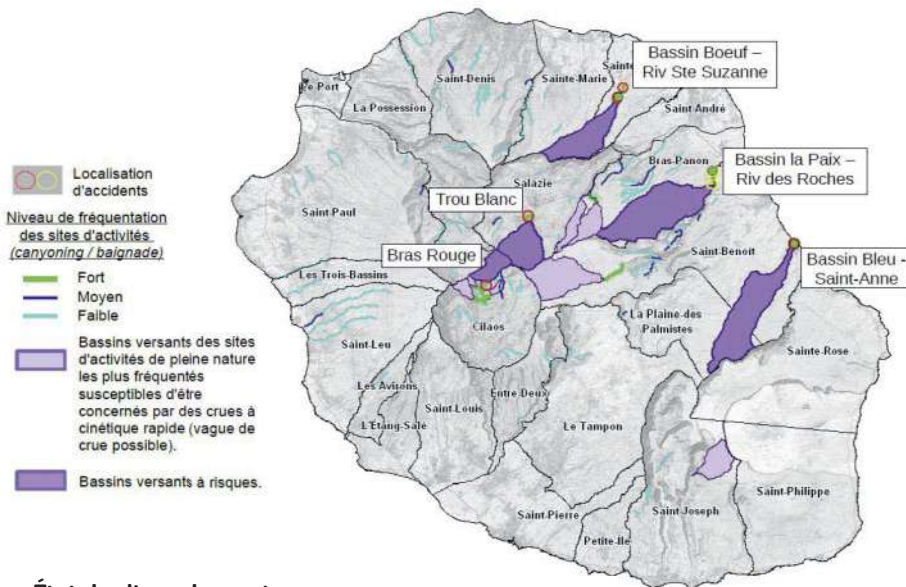 Localisation
d'accidents
Niveau de fréquentation
des sites d'activités
(canyoning / baignade)
Fort
Moyen
Faible
Bassins versants des sites
d'activités de pleine nature
les plus fréquentés
susceptibles d'être
concernés par des crues à
cinétique rapide (vague de
crue possible).
Bassins versants à risques.
Bassin Boeuf –
Riv Ste Suzanne
Bassin la Paix –
Riv des Roches
Trou Blanc
Bras Rouge
Bassin Bleu -
Saint-Anne
Le Port
La Possession
Saint-Denis
Sainte-Marie
Sainte
Saint-André
Bras-Panon
Salazie
Saint-Paul
Saint-Benoit
Les Trois-Bassins
Cilaos
La Plaine-des
Palmistes
Sainte-Rose
Saint-Leu
Les Avirons
Saint-Louis
Entre-Deux
L'Étang-Salé
Le Tampon
Saint-Philippe
Saint-Pierre
Petite-Ile
Saint-Joseph